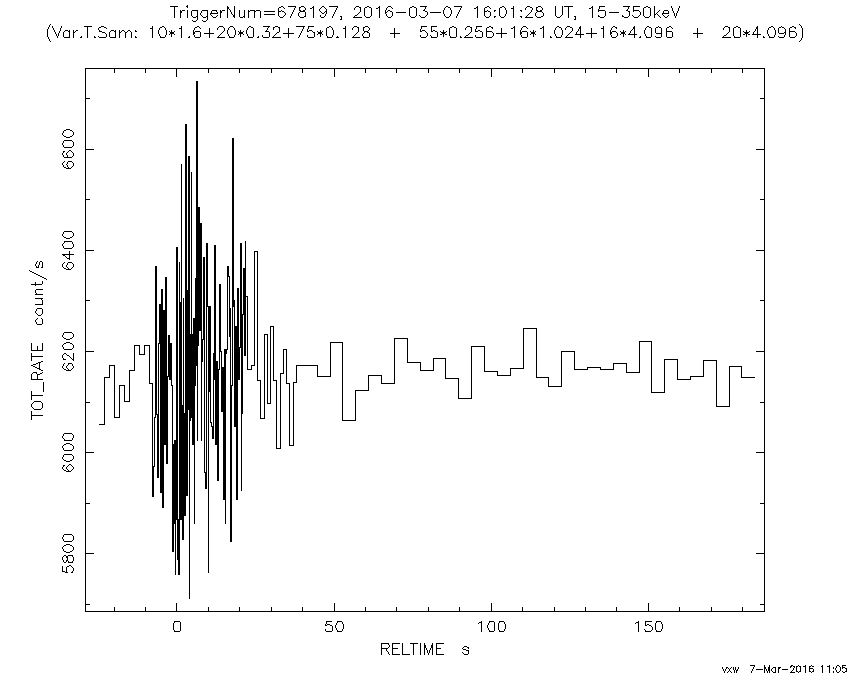 TriggerNum=678197, 2016-03-07 16:01:28 UT, 15-350keV
(Var.T.Sam: 10*1.6+20*0.32+75*0.128 + 55*0.256+16*1.024+16*4.096 + 20*4.096)
6600
6400
6200
6000
5800
TOT_RATE count/s
0 50 100 150
RELTIME s
vxw 7-Mar-2016 11:05